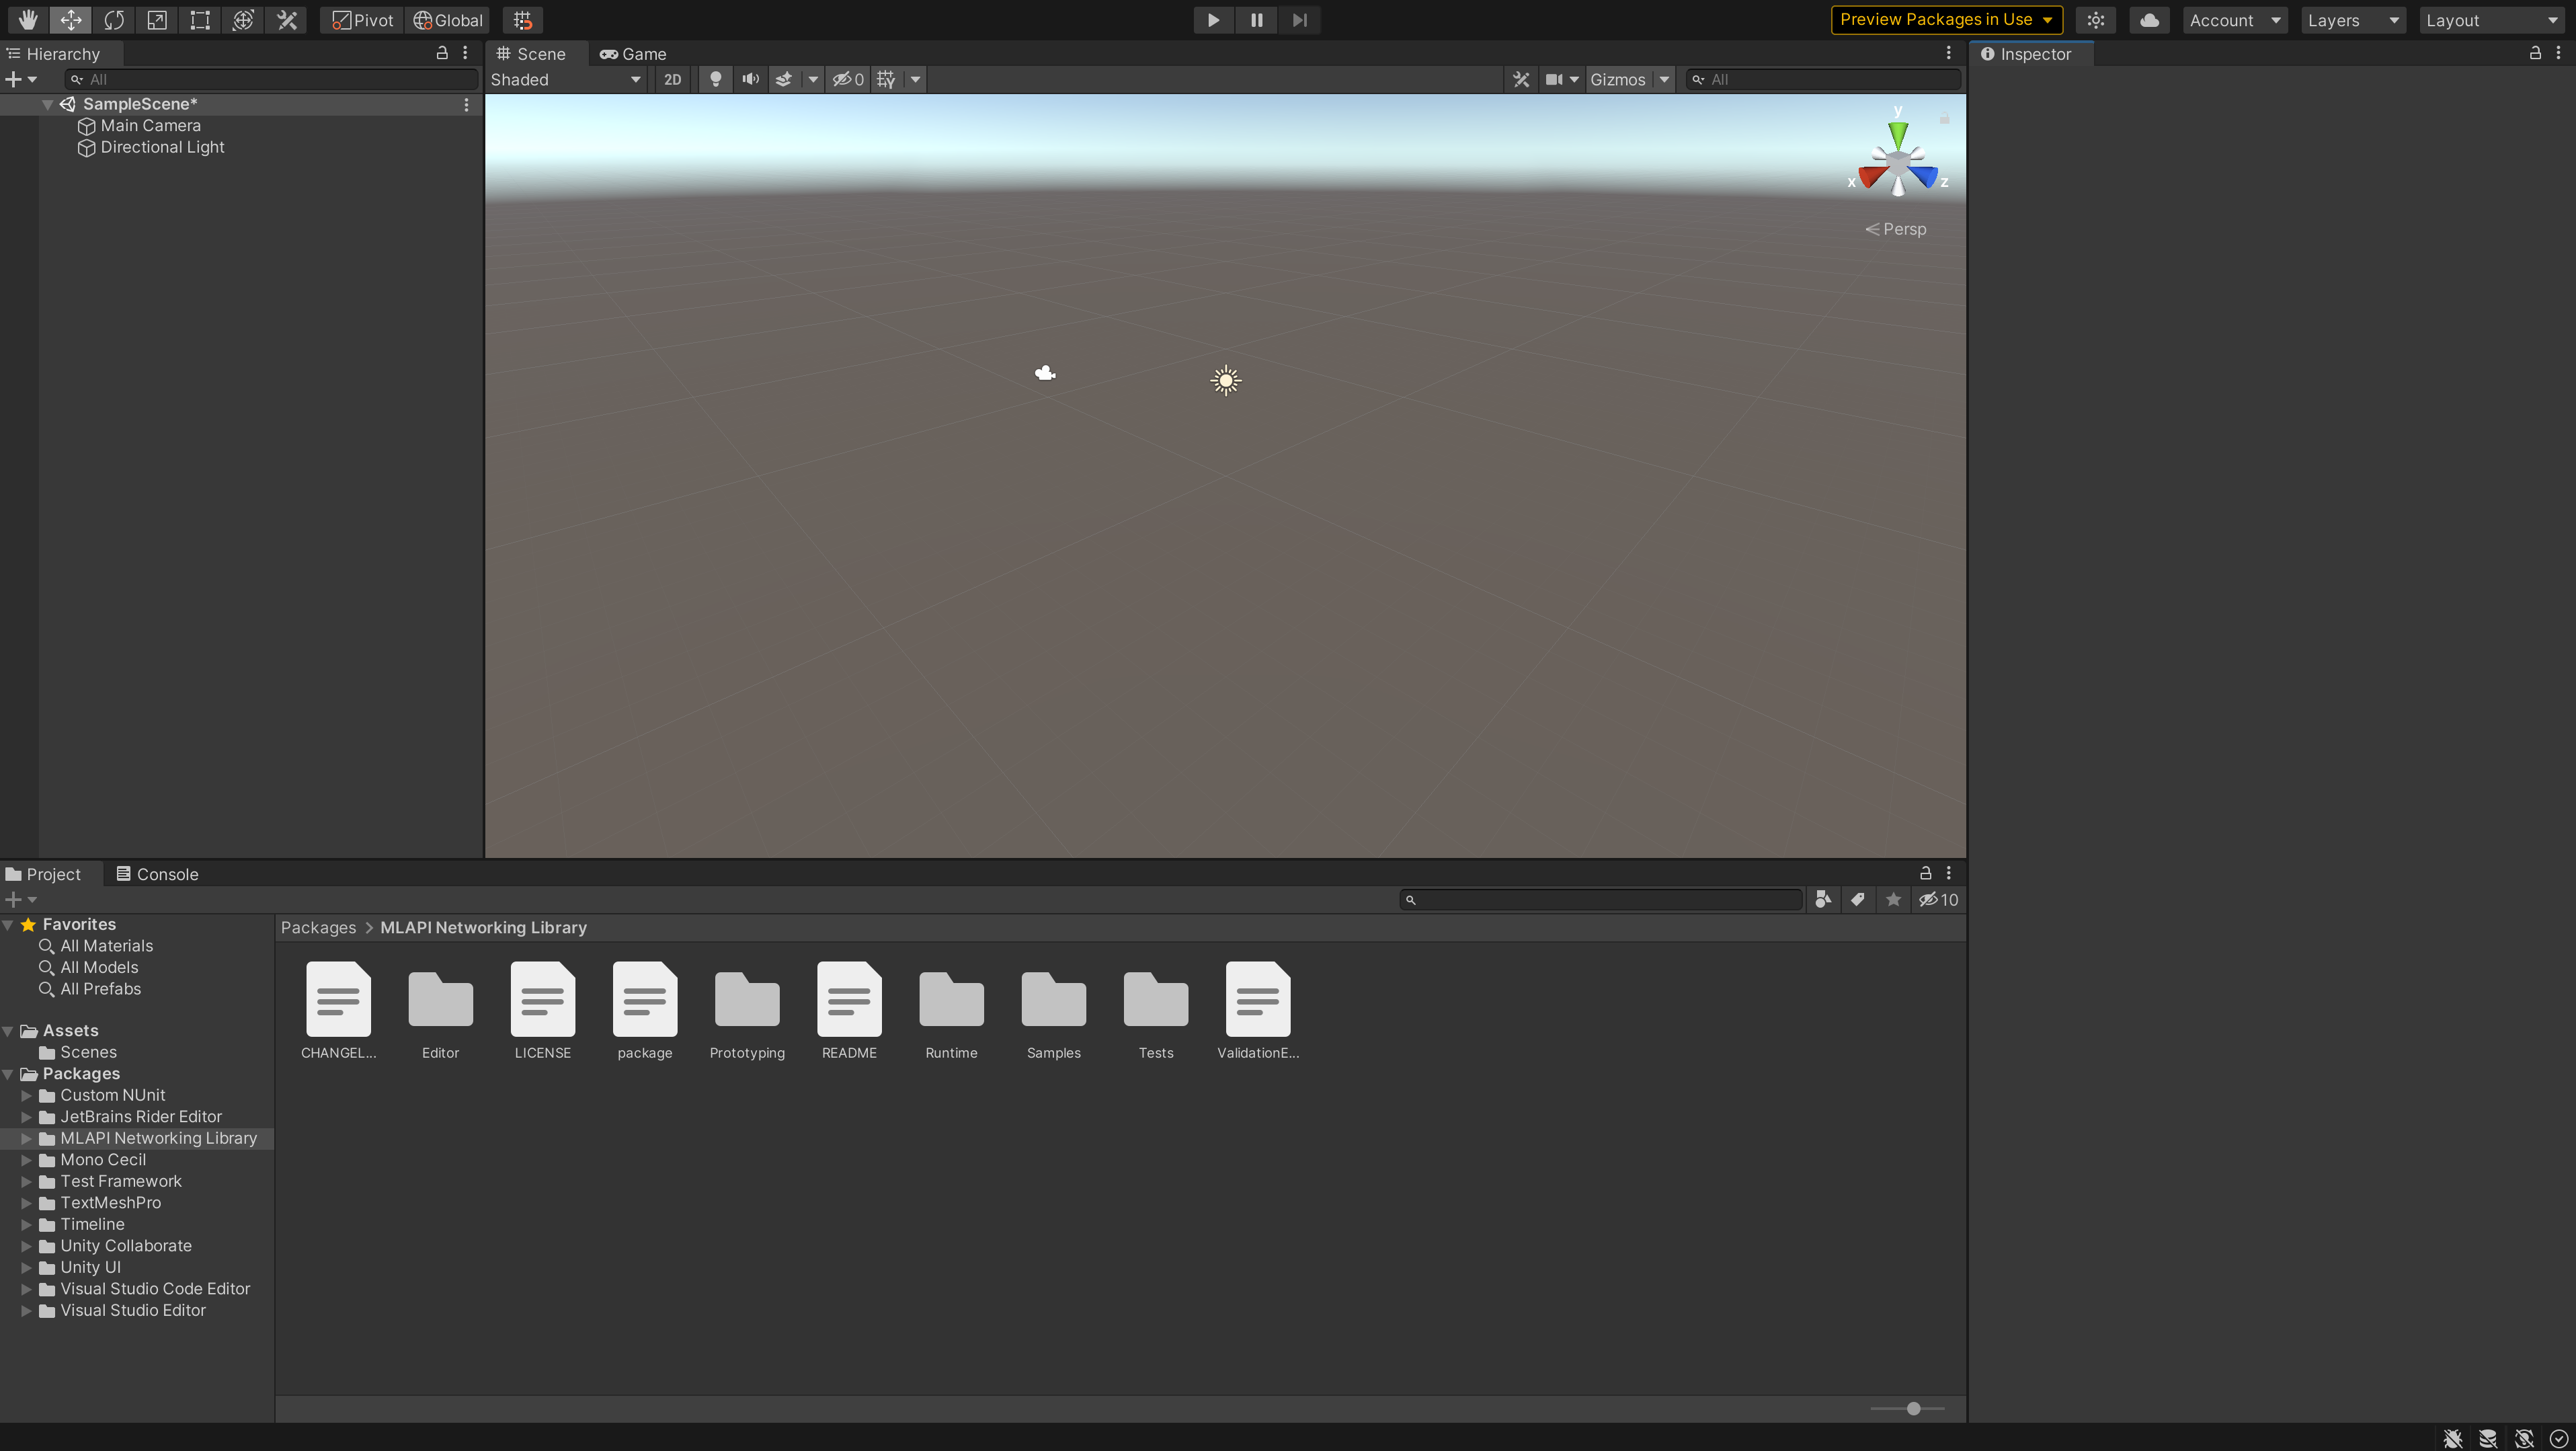 Pivot Global Preview Packages in Use Account Layers Layout
Hierarchy
All
SampleScene*
Main Camera
Directional Light
Scene Game
Shaded 2D 0 Gizmos All
y
x z
Persp
Inspector
Project Console
10
Favorites
All Materials
All Models
All Prefabs
Assets
Scenes
Packages
Custom NUnit
JetBrains Rider Editor
MLAPI Networking Library
Mono Cecil
Test Framework
TextMeshPro
Timeline
Unity Collaborate
Unity UI
Visual Studio Code Editor
Visual Studio Editor
Packages > MLAPI Networking Library
CHANGEL... Editor LICENSE package Prototyping README Runtime Samples Tests ValidationE...